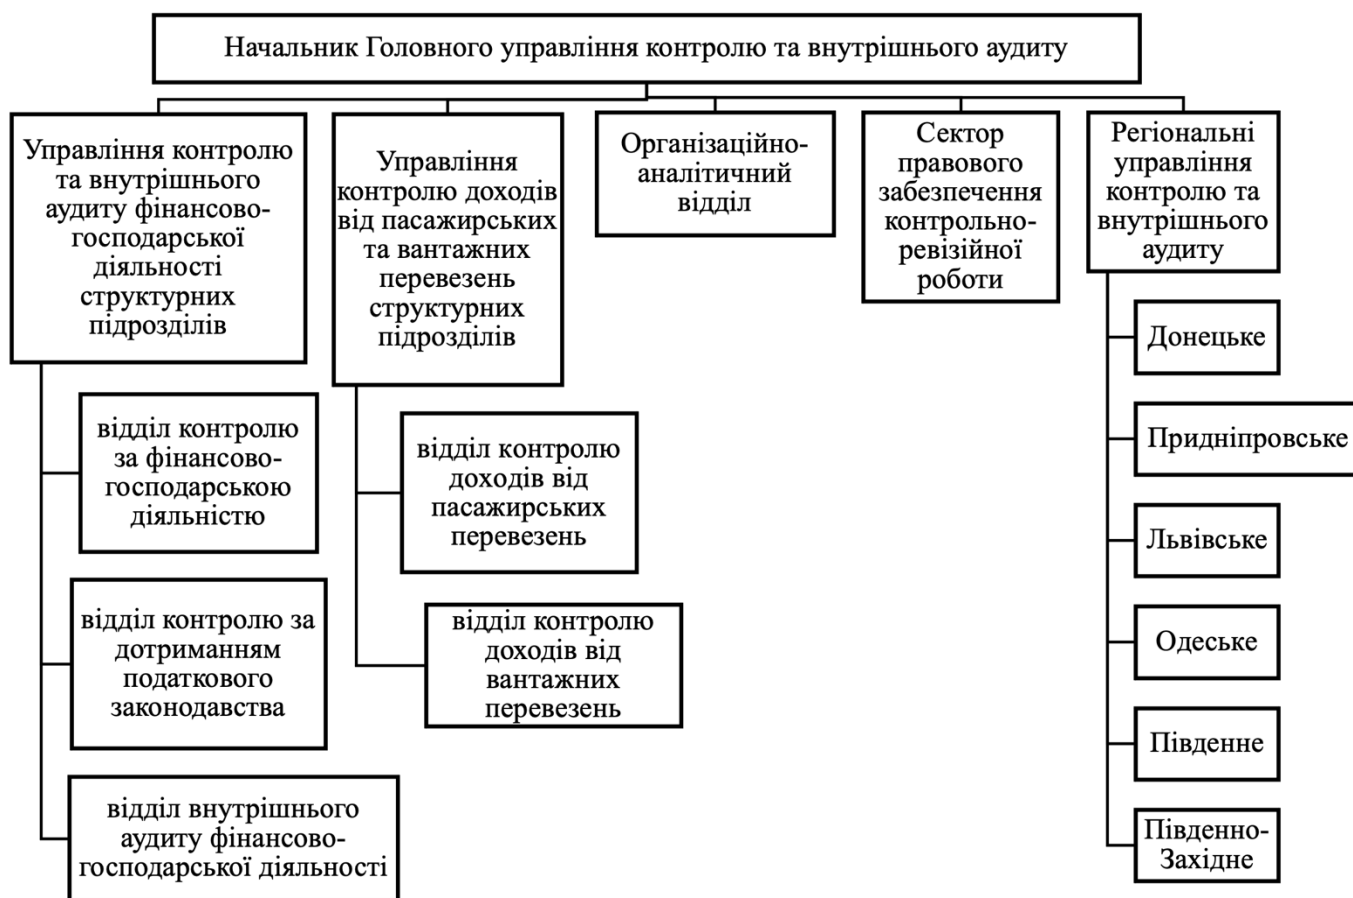 Начальник Головного управління контролю та внутрішнього аудиту
Управління контролю
та внутрішнього
аудиту фінансово-
господарської
діяльності
структурних
підрозділів
відділ контролю
за фінансово-
господарською
діяльністю
відділ контролю за
дотриманням
податкового
законодавства
відділ внутрішнього
аудиту фінансово-
господарської діяльності
Управління
контролю доходів
від пасажирських
та вантажних
перевезень
структурних
підрозділів
відділ контролю
доходів від
пасажирських
перевезень
відділ контролю
доходів від
вантажних
перевезень
Організаційно-
аналітичний
відділ
Сектор
правового
забезпечення
контрольно-
ревізійної
роботи
Регіональні
управління
контролю та
внутрішнього
аудиту
Донецьке
Придніпровське
Львівське
Одеське
Південне
Південно-
Західне